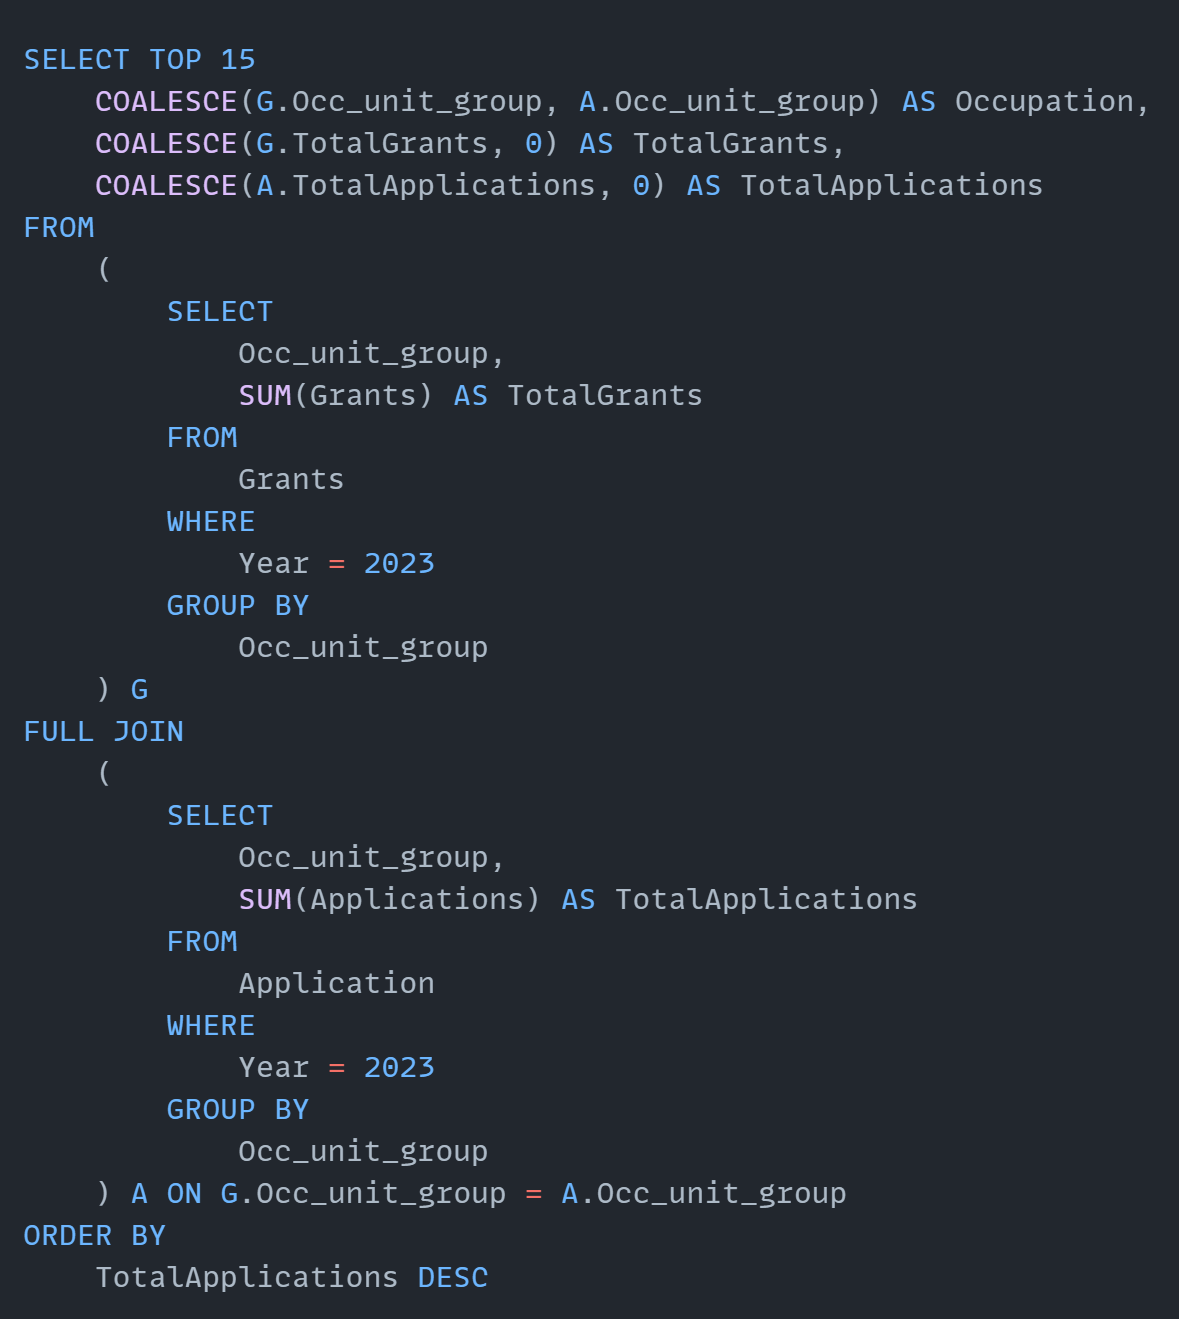 SELECT TOP 15
    COALESCE(G.Occ_unit_group, A.Occ_unit_group) AS Occupation,
    COALESCE(G.TotalGrants, 0) AS TotalGrants,
    COALESCE(A.TotalApplications, 0) AS TotalApplications
FROM
    (
        SELECT
            Occ_unit_group,
            SUM(Grants) AS TotalGrants
        FROM
            Grants
        WHERE
            Year = 2023
        GROUP BY
            Occ_unit_group
    ) G
FULL JOIN
    (
        SELECT
            Occ_unit_group,
            SUM(Applications) AS TotalApplications
        FROM
            Application
        WHERE
            Year = 2023
        GROUP BY
            Occ_unit_group
    ) A ON G.Occ_unit_group = A.Occ_unit_group
ORDER BY
    TotalApplications DESC